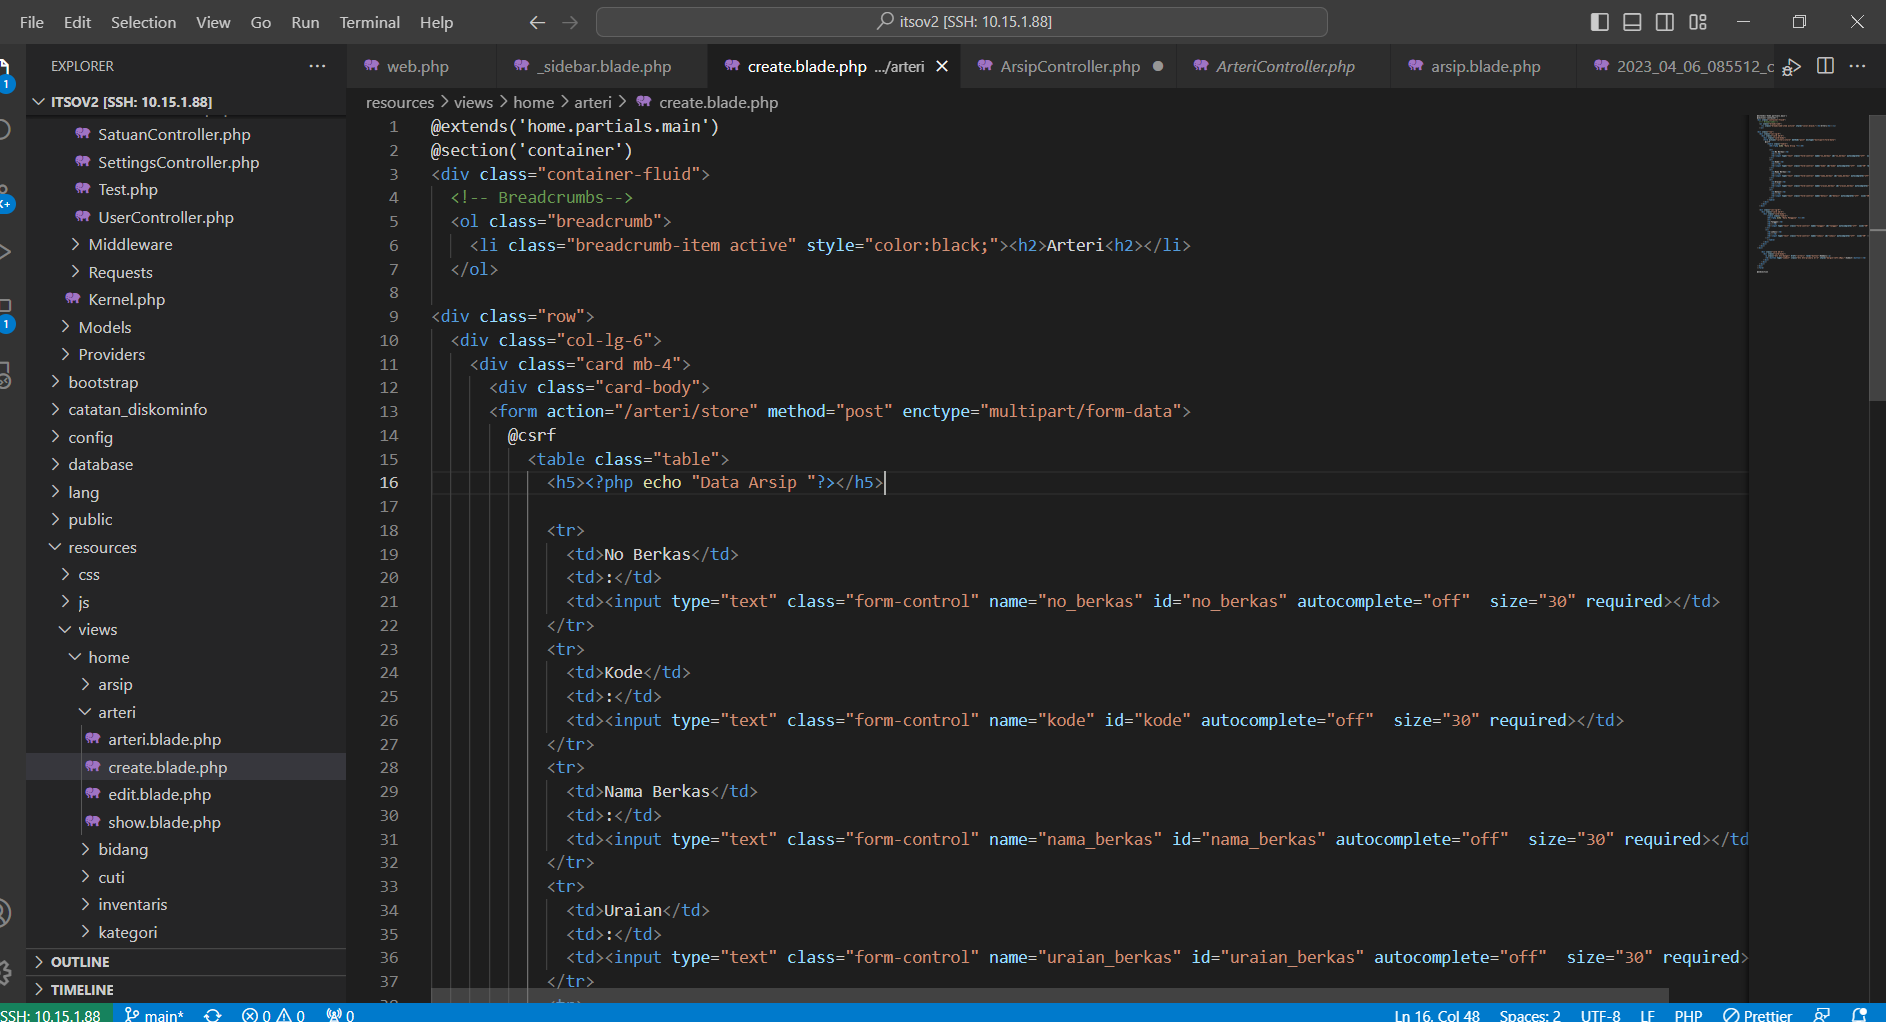 File Edit Selection View Go Run Terminal Help
itsov2 [SSH: 10.15.1.88]
EXPLORER
web.php
_sidebar.blade.php
create.blade.php .../arteri
ArsipController.php
ArteriController.php
arsip.blade.php
2023_04_06_085512_c
ITSOV2 [SSH: 10.15.1.88]
SatuanController.php
SettingsController.php
Test.php
UserController.php
Middleware
Requests
Kernel.php
Models
Providers
bootstrap
catatan_diskominfo
config
database
lang
public
resources
css
js
views
home
arsip
arteri
arteri.blade.php
create.blade.php
edit.blade.php
show.blade.php
bidang
cuti
inventaris
kategori
OUTLINE
TIMELINE
1
K+
1
resources > views > home > arteri > create.blade.php
1 @extends('home.partials.main')
2 @section('container')
3 <div class="container-fluid">
4 <!-- Breadcrumbs-->
5 <ol class="breadcrumb">
6 <li class="breadcrumb-item active" style="color:black;"><h2>Arteri<h2></li>
7 </ol>
8
9 <div class="row">
10 <div class="col-lg-6">
11 <div class="card mb-4">
12 <div class="card-body">
13 <form action="/arteri/store" method="post" enctype="multipart/form-data">
14 @csrf
15 <table class="table">
16 <h5><?php echo "Data Arsip "?></h5>
17
18 <tr>
19 <td>No Berkas</td>
20 <td>:</td>
21 <td><input type="text" class="form-control" name="no_berkas" id="no_berkas" autocomplete="off"  size="30" required></td>
22 </tr>
23 <tr>
24 <td>Kode</td>
25 <td>:</td>
26 <td><input type="text" class="form-control" name="kode" id="kode" autocomplete="off"  size="30" required></td>
27 </tr>
28 <tr>
29 <td>Nama Berkas</td>
30 <td>:</td>
31 <td><input type="text" class="form-control" name="nama_berkas" id="nama_berkas" autocomplete="off"  size="30" required></td
32 </tr>
33 <tr>
34 <td>Uraian</td>
35 <td>:</td>
36 <td><input type="text" class="form-control" name="uraian_berkas" id="uraian_berkas" autocomplete="off"  size="30" required>
37 </tr>
SSH: 10.15.1.88 main* 0 0 0 Ln 16, Col 48 Spaces: 2 UTF-8 LF PHP Prettier